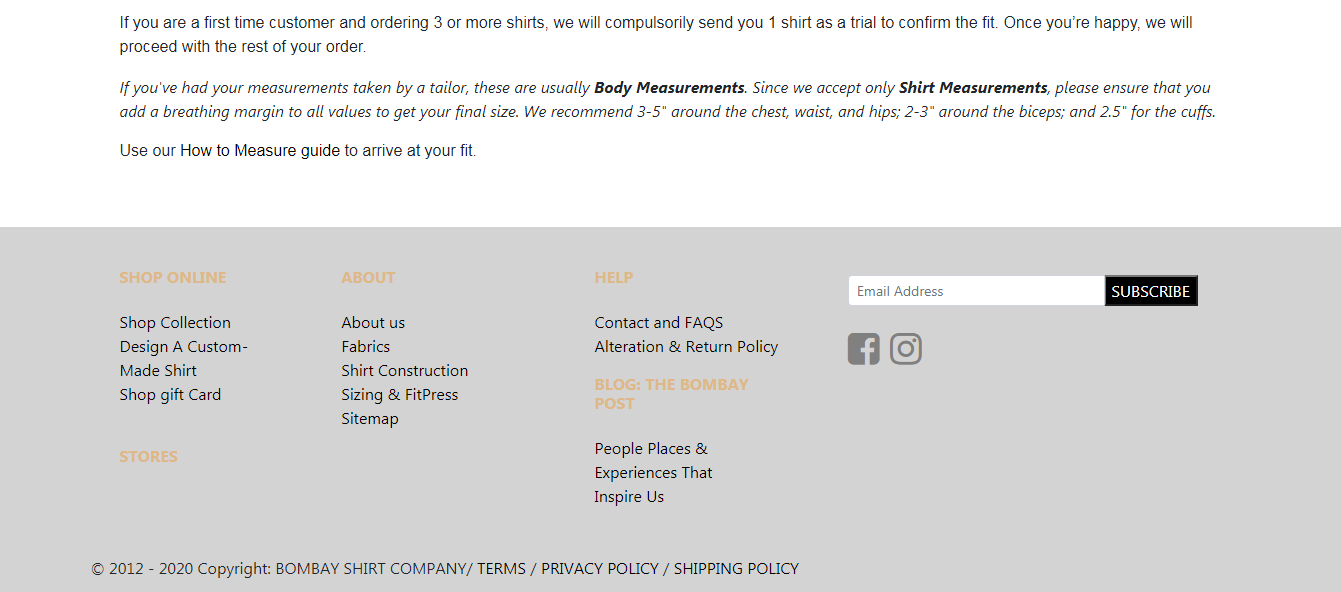 If you are a first time customer and ordering 3 or more shirts, we will compulsorily send you 1 shirt as a trial to confirm the fit. Once you’re happy, we will
proceed with the rest of your order.
If you've had your measurements taken by a tailor, these are usually Body Measurements. Since we accept only Shirt Measurements, please ensure that you
add a breathing margin to all values to get your final size. We recommend 3-5" around the chest, waist, and hips; 2-3" around the biceps; and 2.5" for the cuffs.
Use our How to Measure guide to arrive at your fit.
SHOP ONLINE
Shop Collection
Design A Custom-
Made Shirt
Shop gift Card
STORES
ABOUT
About us
Fabrics
Shirt Construction
Sizing & FitPress
Sitemap
HELP
Contact and FAQS
Alteration & Return Policy
BLOG: THE BOMBAY
POST
People Places &
Experiences That
Inspire Us
Email Address SUBSCRIBE
© 2012 - 2020 Copyright: BOMBAY SHIRT COMPANY/ TERMS / PRIVACY POLICY / SHIPPING POLICY